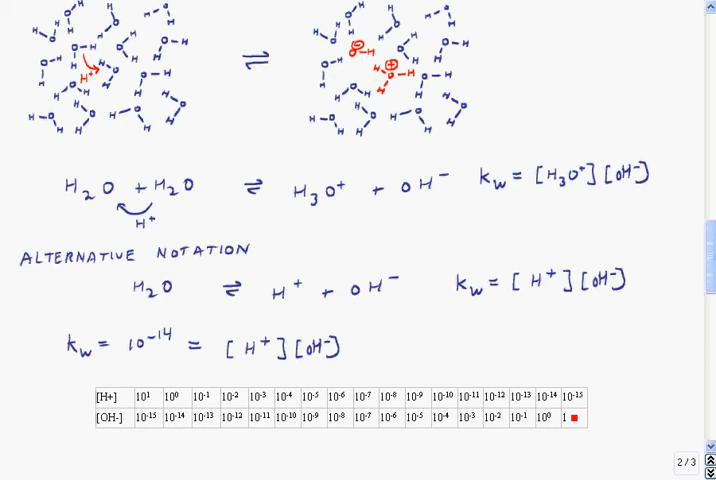 H₂O + H₂O ⇌ H₃O⁺ + OH⁻ Kw = [H₃O⁺][OH⁻]
H⁺
ALTERNATIVE NOTATION
H₂O ⇌ H⁺ + OH⁻ Kw = [H⁺][OH⁻]
Kw = 10⁻¹⁴ = [H⁺][OH⁻]
[H+] 10¹ 10⁰ 10⁻¹ 10⁻² 10⁻³ 10⁻⁴ 10⁻⁵ 10⁻⁶ 10⁻⁷ 10⁻⁸ 10⁻⁹ 10⁻¹⁰ 10⁻¹¹ 10⁻¹² 10⁻¹³ 10⁻¹⁴ 10⁻¹⁵
[OH-] 10⁻¹⁵ 10⁻¹⁴ 10⁻¹³ 10⁻¹² 10⁻¹¹ 10⁻¹⁰ 10⁻⁹ 10⁻⁸ 10⁻⁷ 10⁻⁶ 10⁻⁵ 10⁻⁴ 10⁻³ 10⁻² 10⁻¹ 10⁰ 1
2 / 3